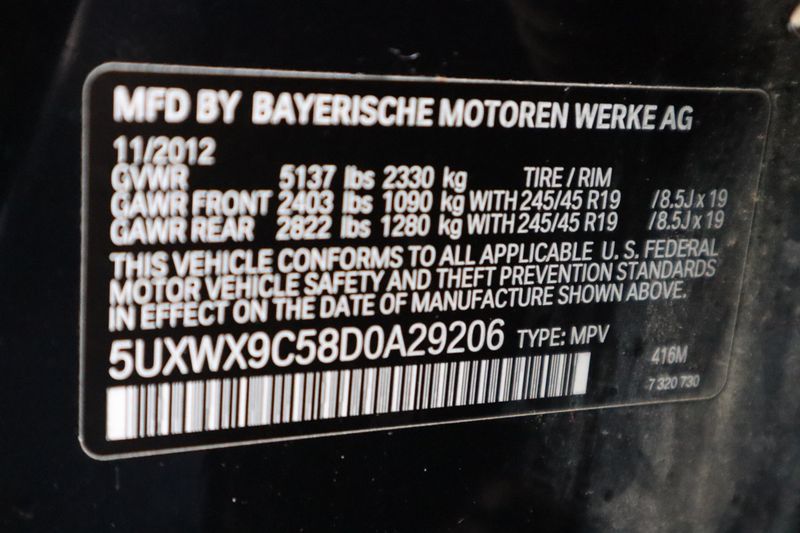 MFD BY BAYERISCHE MOTOREN WERKE AG
11/2012
GVWR 5137 lbs 2330 kg TIRE / RIM
GAWR FRONT 2403 lbs 1090 kg WITH 245/45 R19 /8.5J x 19
GAWR REAR 2822 lbs 1280 kg WITH 245/45 R19 /8.5J x 19
THIS VEHICLE CONFORMS TO ALL APPLICABLE U. S. FEDERAL
MOTOR VEHICLE SAFETY AND THEFT PREVENTION STANDARDS
IN EFFECT ON THE DATE OF MANUFACTURE SHOWN ABOVE.
5UXWX9C58D0A29206 TYPE: MPV
416M
7 320 730